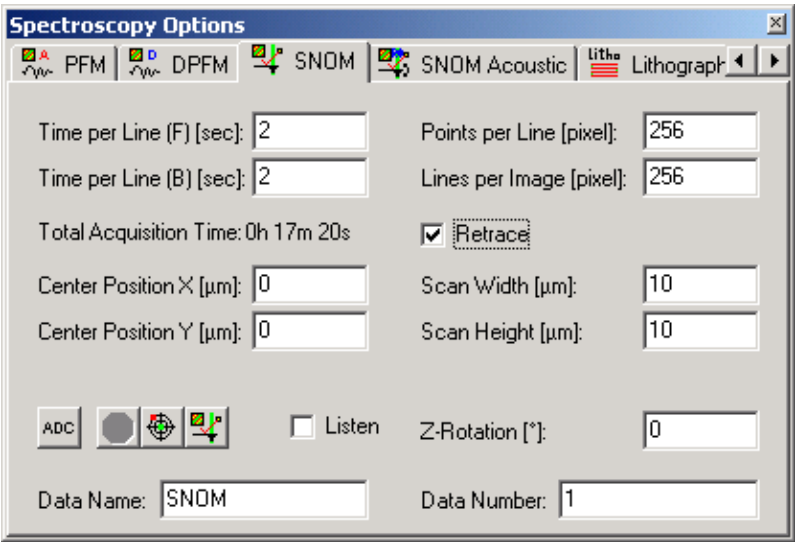 Spectroscopy Options
A PFM D DPFM SNOM SNOM Acoustic Litho Lithograph
Time per Line (F) [sec]: 2 Points per Line [pixel]: 256
Time per Line (B) [sec]: 2 Lines per Image [pixel]: 256
Total Acquisition Time: 0h 17m 20s Retrace
Center Position X [µm]: 0 Scan Width [µm]: 10
Center Position Y [µm]: 0 Scan Height [µm]: 10
ADC Listen Z-Rotation [°]: 0
Data Name: SNOM Data Number: 1